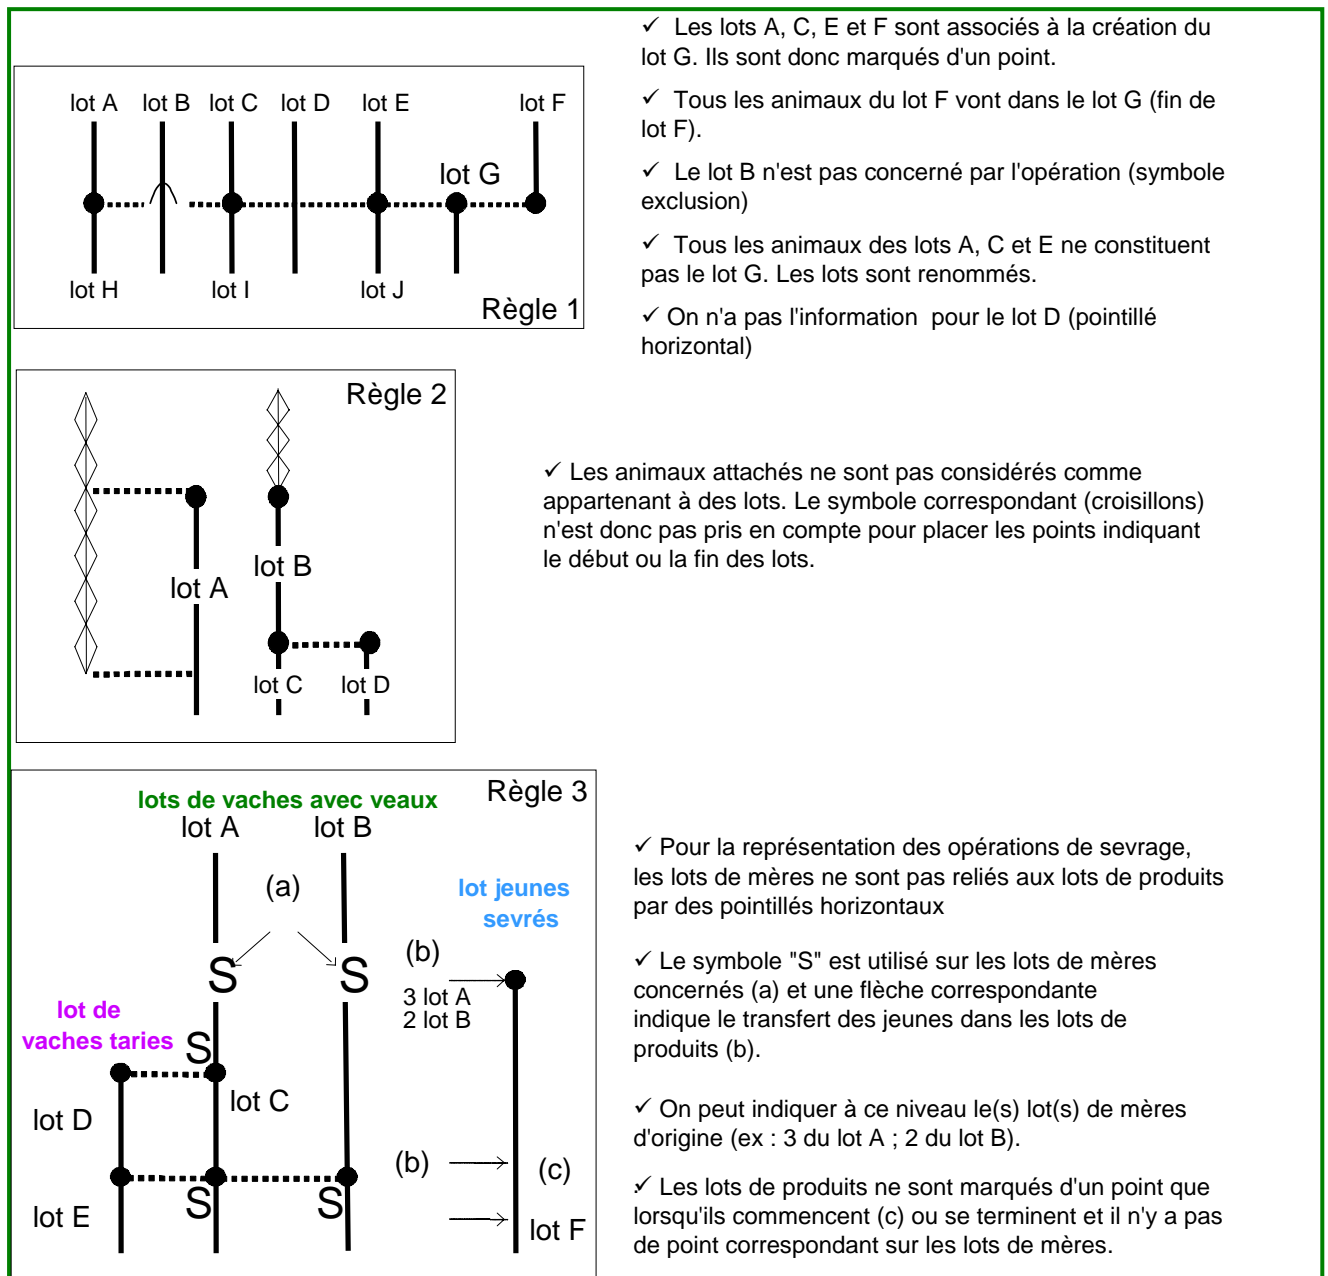 ✓ Les lots A, C, E et F sont associés à la création du
lot G. Ils sont donc marqués d'un point.
✓ Tous les animaux du lot F vont dans le lot G (fin de
lot F).
✓ Le lot B n'est pas concerné par l'opération (symbole
exclusion)
✓ Tous les animaux des lots A, C et E ne constituent
pas le lot G. Les lots sont renommés.
✓ On n'a pas l'information pour le lot D (pointillé
horizontal)
lot A lot B lot C lot D lot E lot F
lot G
lot H lot I lot J
Règle 1
Règle 2
lot B
lot A
lot C lot D
✓ Les animaux attachés ne sont pas considérés comme
appartenant à des lots. Le symbole correspondant (croisillons)
n'est donc pas pris en compte pour placer les points indiquant
le début ou la fin des lots.
Règle 3
lots de vaches avec veaux
lot A lot B
(a)
lot jeunes
sevrés
(b)
S S
3 lot A
2 lot B
lot de
vaches taries
S
lot C
lot D
(b) (c)
S S
lot E
lot F
✓ Pour la représentation des opérations de sevrage,
les lots de mères ne sont pas reliés aux lots de produits
par des pointillés horizontaux
✓ Le symbole "S" est utilisé sur les lots de mères
concernés (a) et une flèche correspondante
indique le transfert des jeunes dans les lots de
produits (b).
✓ On peut indiquer à ce niveau le(s) lot(s) de mères
d'origine (ex : 3 du lot A ; 2 du lot B).
.✓ Les lots de produits ne sont marqués d'un point que
lorsqu'ils commencent (c) ou se terminent et il n'y a pas
de point correspondant sur les lots de mères.